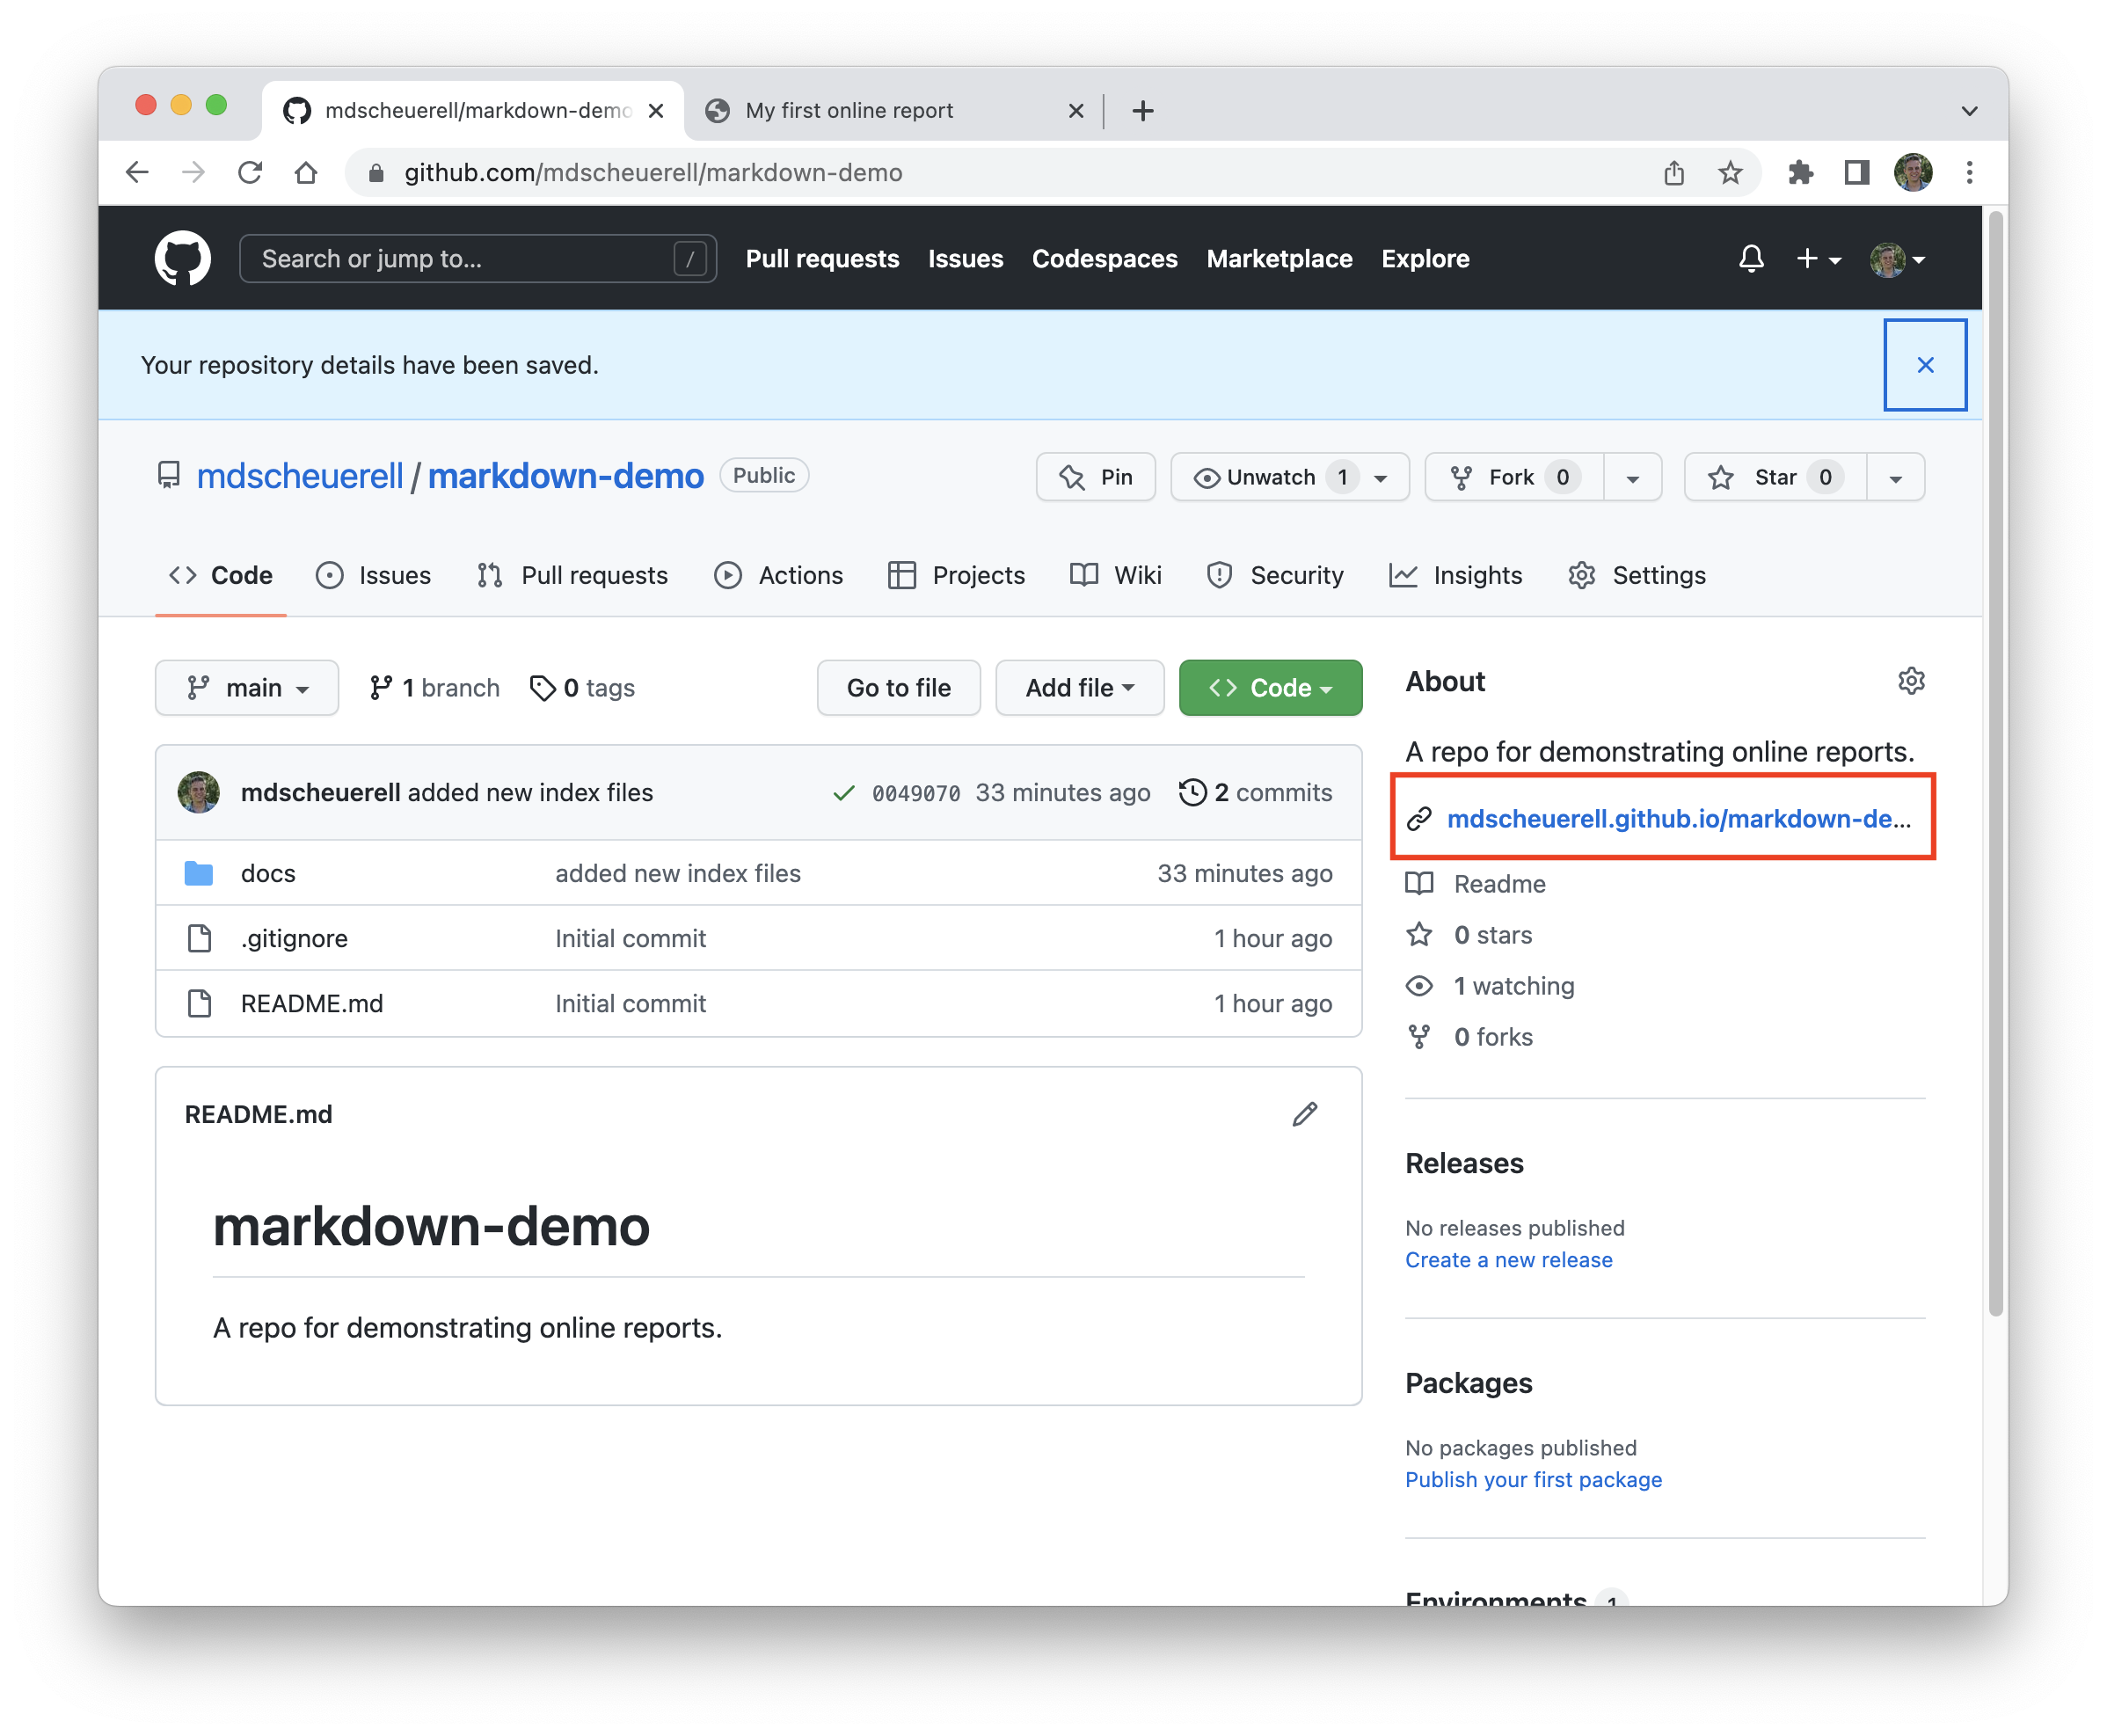 mdscheuerell/markdown-demo
My first online report
github.com/mdscheuerell/markdown-demo
Search or jump to... /
Pull requests Issues Codespaces Marketplace Explore
Your repository details have been saved.
mdscheuerell / markdown-demo Public
Pin Unwatch 1 Fork 0 Star 0
Code Issues Pull requests Actions Projects Wiki Security Insights Settings
main 1 branch 0 tags Go to file Add file Code
mdscheuerell added new index files 0049070 33 minutes ago 2 commits
docs added new index files 33 minutes ago
.gitignore Initial commit 1 hour ago
README.md Initial commit 1 hour ago
README.md
markdown-demo
A repo for demonstrating online reports.
About
A repo for demonstrating online reports.
mdscheuerell.github.io/markdown-de...
Readme
0 stars
1 watching
0 forks
Releases
No releases published
Create a new release
Packages
No packages published
Publish your first package
Environments 1